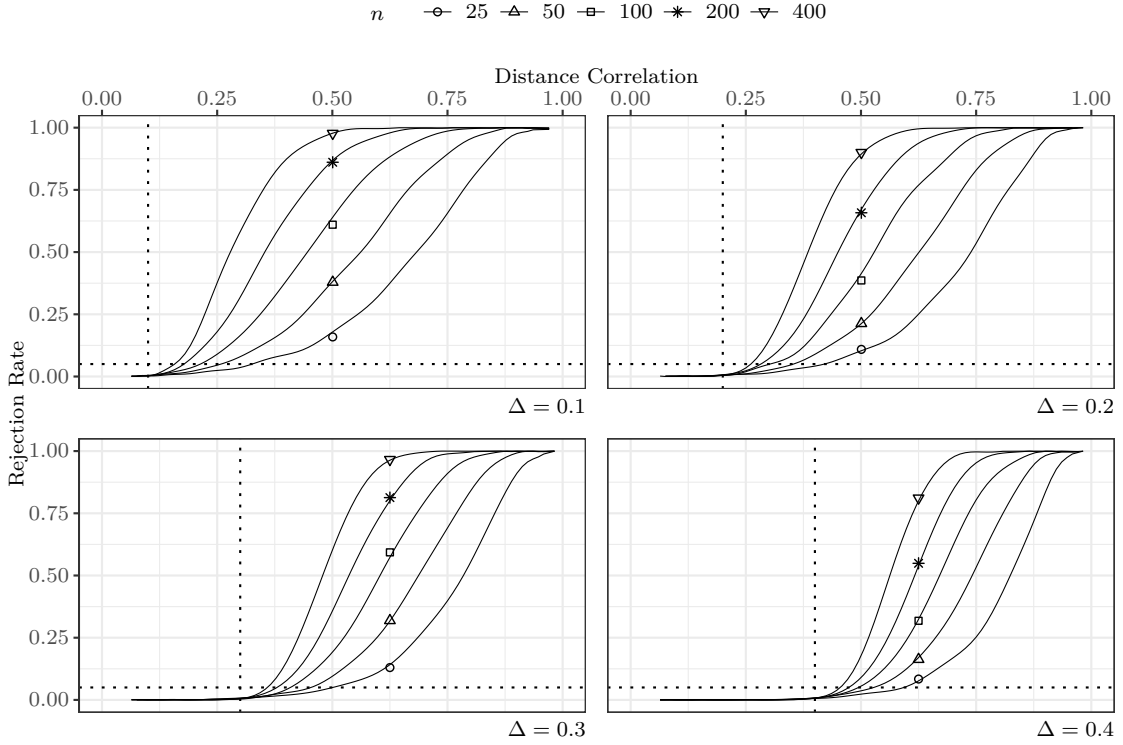 n 25 50 100 200 400
Distance Correlation
0.00 0.25 0.50 0.75 1.00 0.00 0.25 0.50 0.75 1.00
1.00
0.75
0.50
0.25
0.00
Δ = 0.1 Δ = 0.2
Rejection Rate
1.00
0.75
0.50
0.25
0.00
Δ = 0.3 Δ = 0.4